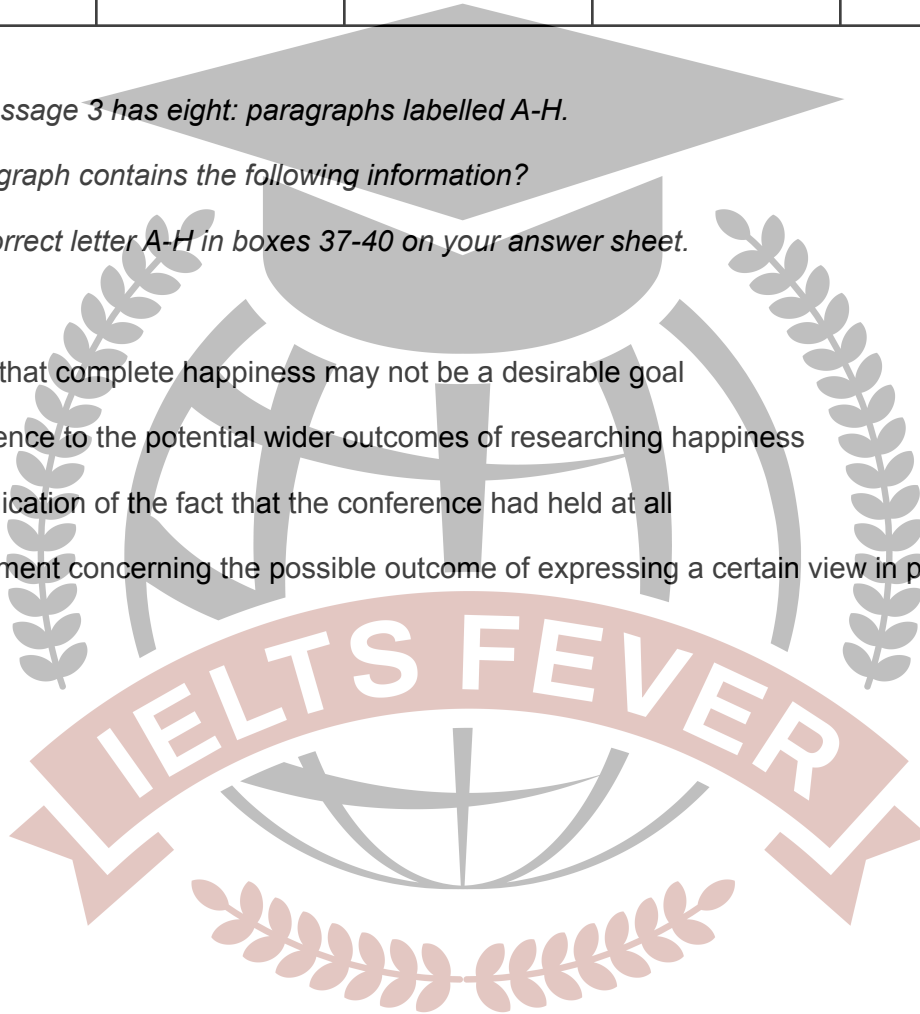 ssage 3 has eight: paragraphs labelled A-H.
graph contains the following information?
orrect letter A-H in boxes 37-40 on your answer sheet.
that complete happiness may not be a desirable goal
ence to the potential wider outcomes of researching happiness
ication of the fact that the conference had held at all
ment concerning the possible outcome of expressing a certain view in p
IELTS FEVER